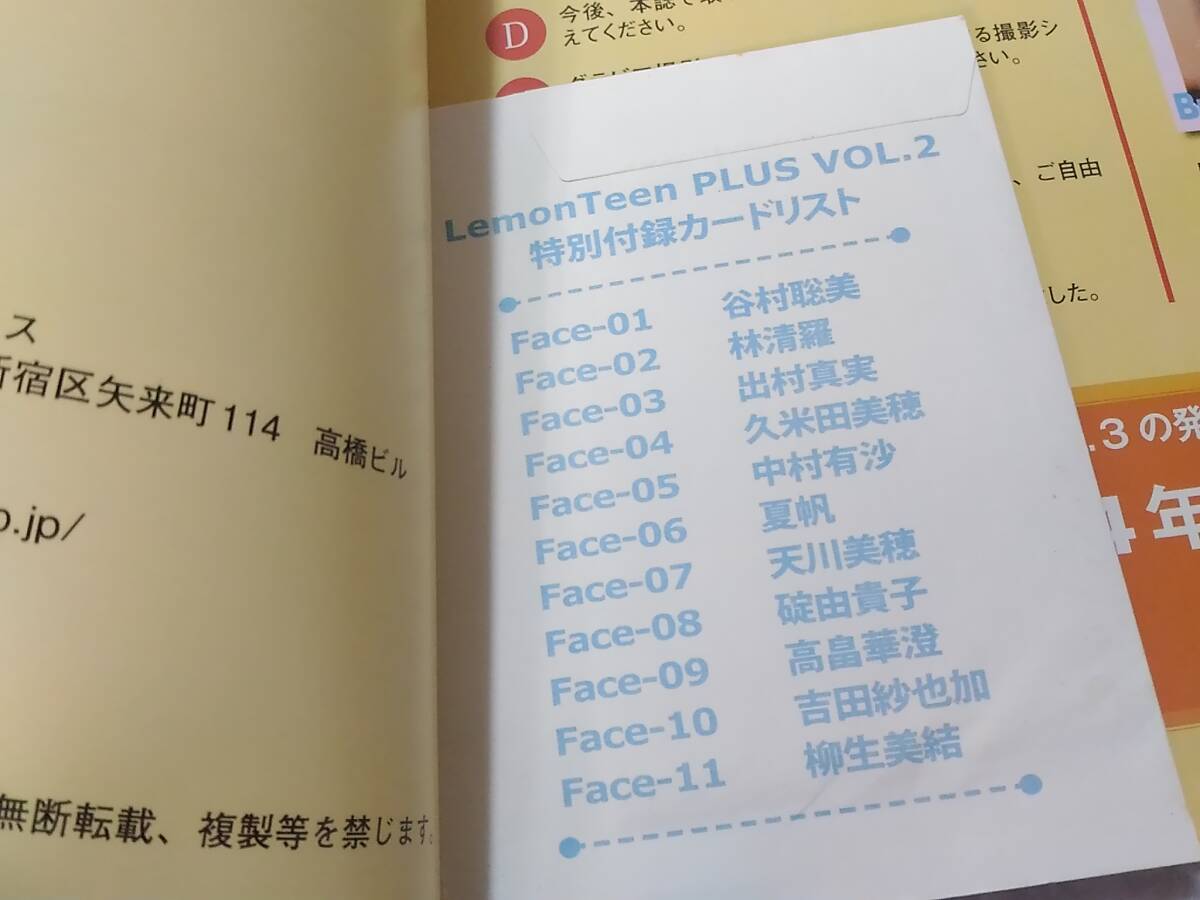 ス
新宿区矢来町114 高橋ビル
o.jp/
無断転載、複製等を禁じます。
D
今後、本誌で
えてください。
る撮影シ
さい。
、ご自由
した。
.3の発
4年
LemonTeen PLUS VOL.2
特別付録カードリスト
Face-01 谷村聡美
Face-02 林清羅
Face-03 出村真実
Face-04 久米田美穂
Face-05 中村有沙
Face-06 夏帆
Face-07 天川美穂
Face-08 碇由貴子
Face-09 高畠華澄
Face-10 吉田紗也加
Face-11 柳生美結